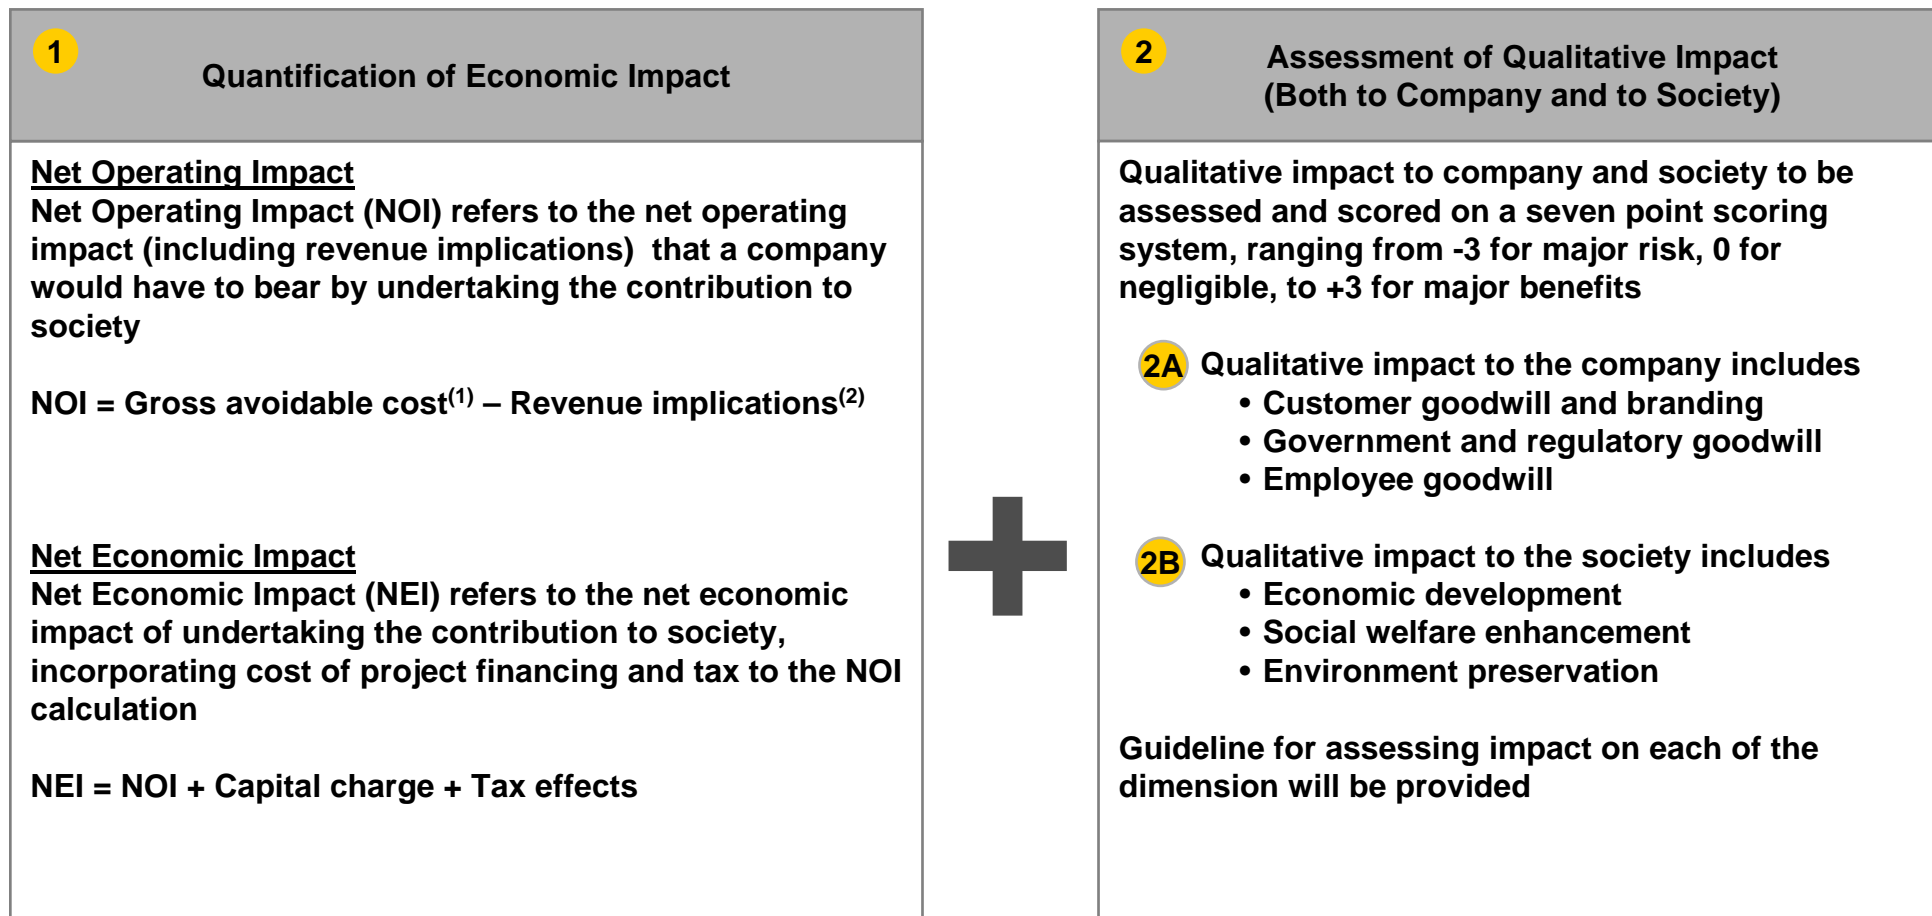 1
Quantification of Economic Impact
Net Operating Impact
Net Operating Impact (NOI) refers to the net operating
impact (including revenue implications)  that a company
would have to bear by undertaking the contribution to
society
NOI = Gross avoidable cost(1) – Revenue implications(2)
Net Economic Impact
Net Economic Impact (NEI) refers to the net economic
impact of undertaking the contribution to society,
incorporating cost of project financing and tax to the NOI
calculation
NEI = NOI + Capital charge + Tax effects
2
Assessment of Qualitative Impact
(Both to Company and to Society)
Qualitative impact to company and society to be
assessed and scored on a seven point scoring
system, ranging from -3 for major risk, 0 for
negligible, to +3 for major benefits
2A Qualitative impact to the company includes
• Customer goodwill and branding
• Government and regulatory goodwill
• Employee goodwill
2B Qualitative impact to the society includes
• Economic development
• Social welfare enhancement
• Environment preservation
Guideline for assessing impact on each of the
dimension will be provided